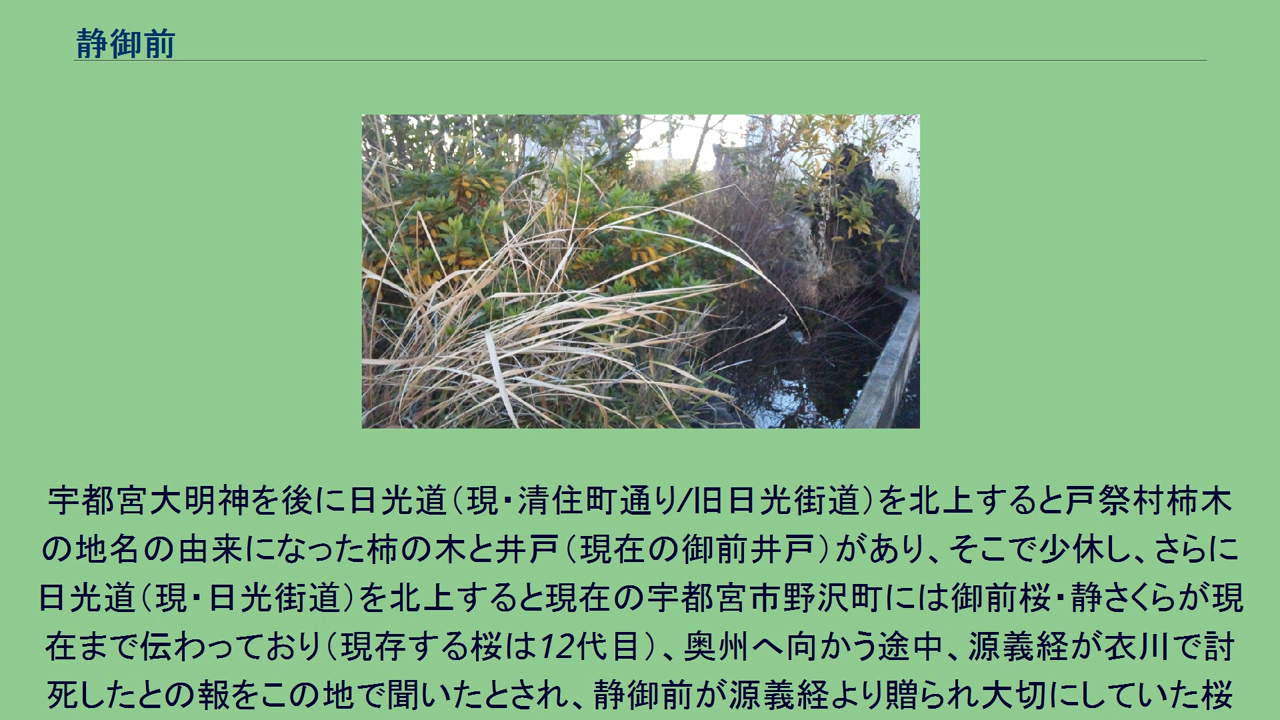 静御前
宇都宮大明神を後に日光道（現・清住町通り/旧日光街道）を北上すると戸祭村柿木
の地名の由来になった柿の木と井戸（現在の御前井戸）があり、そこで少休し、さらに
日光道（現・日光街道）を北上すると現在の宇都宮市野沢町には御前桜・静さくらが現
在まで伝わっており（現存する桜は12代目）、奥州へ向かう途中、源義経が衣川で討
死したとの報をこの地で聞いたとされ、静御前が源義経より贈られ大切にしていた桜